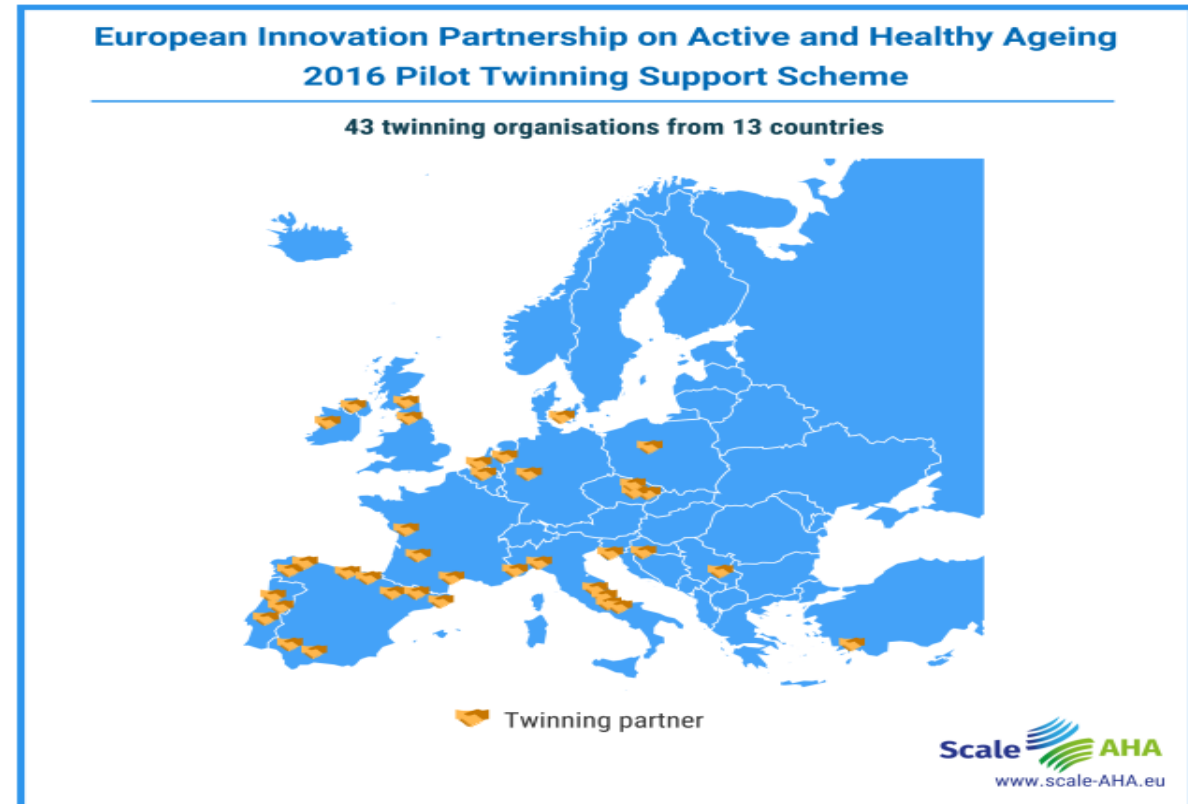 European Innovation Partnership on Active and Healthy Ageing
2016 Pilot Twinning Support Scheme
43 twinning organisations from 13 countries
Twinning partner
Scale AHA
www.scale-AHA.eu